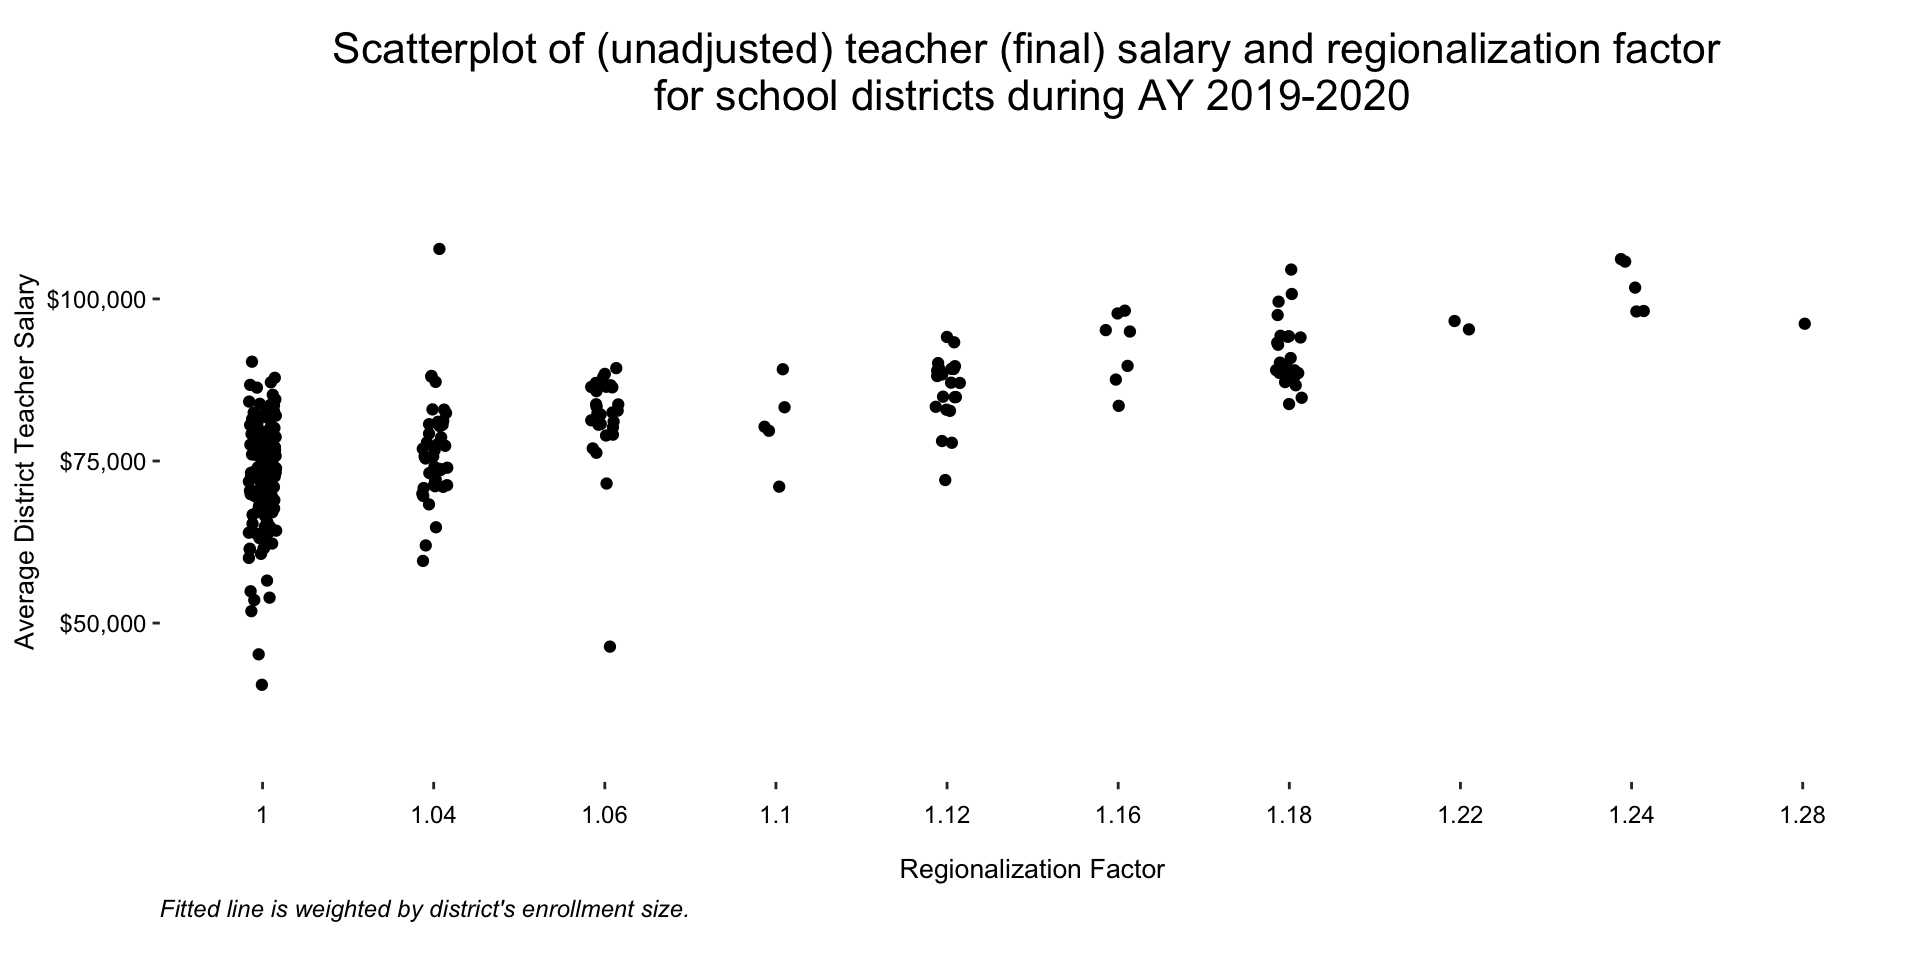 Scatterplot of (unadjusted) teacher (final) salary and regionalization factor
for school districts during AY 2019-2020
Average District Teacher Salary
$100,000
$75,000
$50,000
1 1.04 1.06 1.1 1.12 1.16 1.18 1.22 1.24 1.28
Regionalization Factor
Fitted line is weighted by district's enrollment size.